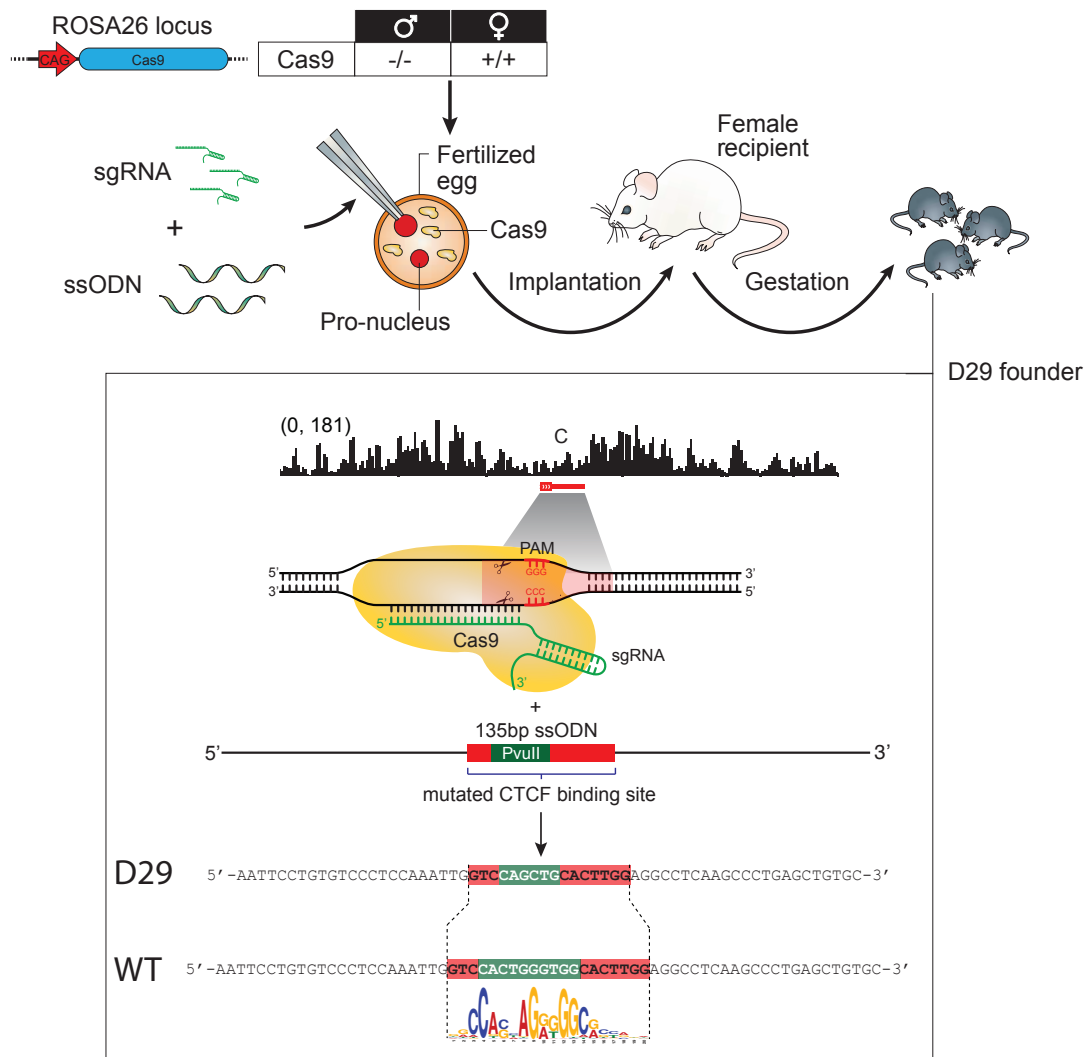 ROSA26 locus
CAG
Cas9
♂ ♀
Cas9 -/- +/+
sgRNA
+
ssODN
Fertilized
egg
Cas9
Pro-nucleus
Implantation
Female
recipient
Gestation
D29 founder
(0, 181)
C
PAM
GGG
CCC
5’ 3’
3’ 5’
5’
Cas9
sgRNA
3’
+
135bp ssODN
5’ PvuII 3’
mutated CTCF binding site
D29 5’-AATTCCTGTGTCCCTCCAAATTGGTCCAGCTGCACTTGGAGGCCTCAAGCCCTGAGCTGTGC-3’
WT 5’-AATTCCTGTGTCCCTCCAAATTGGTCCACTGGGTGGCACTTGGAGGCCTCAAGCCCTGAGCTGTGC-3’